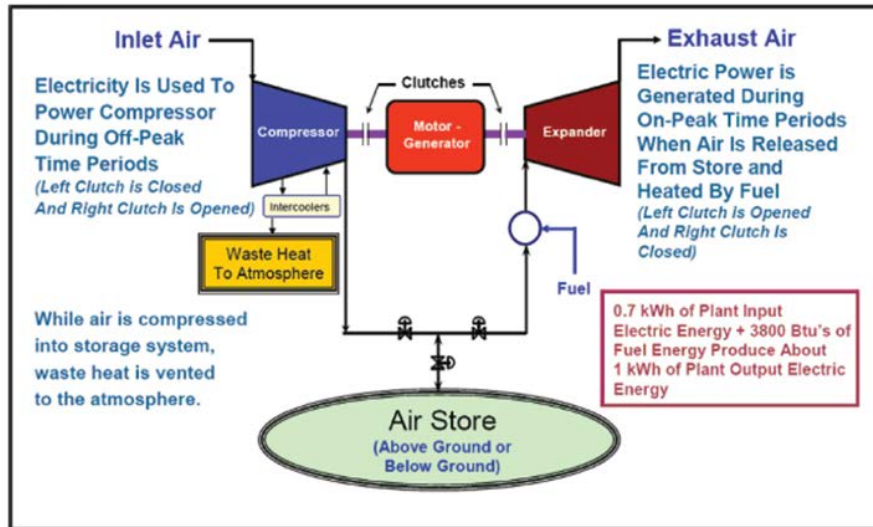 Inlet Air
Electricity Is Used To
Power Compressor
During Off-Peak
Time Periods
(Left Clutch is Closed
And Right Clutch Is Opened)
Compressor
Clutches
Motor -
Generator
Expander
Exhaust Air
Electric Power is
Generated During
On-Peak Time Periods
When Air Is Released
From Store and
Heated By Fuel
(Left Clutch Is Opened
And Right Clutch Is
Closed)
Intercoolers
Waste Heat
To Atmosphere
Fuel
While air is compressed
into storage system,
waste heat is vented
to the atmosphere.
0.7 kWh of Plant Input
Electric Energy + 3800 Btu's of
Fuel Energy Produce About
1 kWh of Plant Output Electric
Energy
Air Store
(Above Ground or
Below Ground)